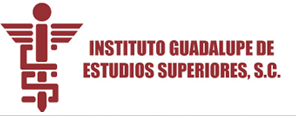 INSTITUTO GUADALUPE DE
ESTUDIOS SUPERIORES, S.C.